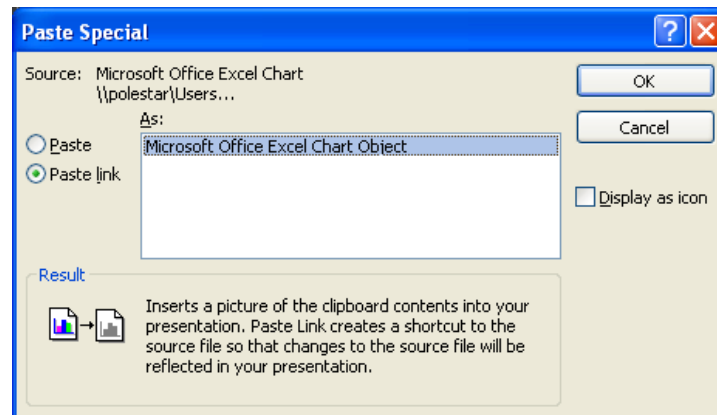 Paste Special
Source: Microsoft Office Excel Chart
\\polestar\Users...
As:
Paste
Paste link
Microsoft Office Excel Chart Object
OK
Cancel
Display as icon
Result
Inserts a picture of the clipboard contents into your
presentation. Paste Link creates a shortcut to the
source file so that changes to the source file will be
reflected in your presentation.